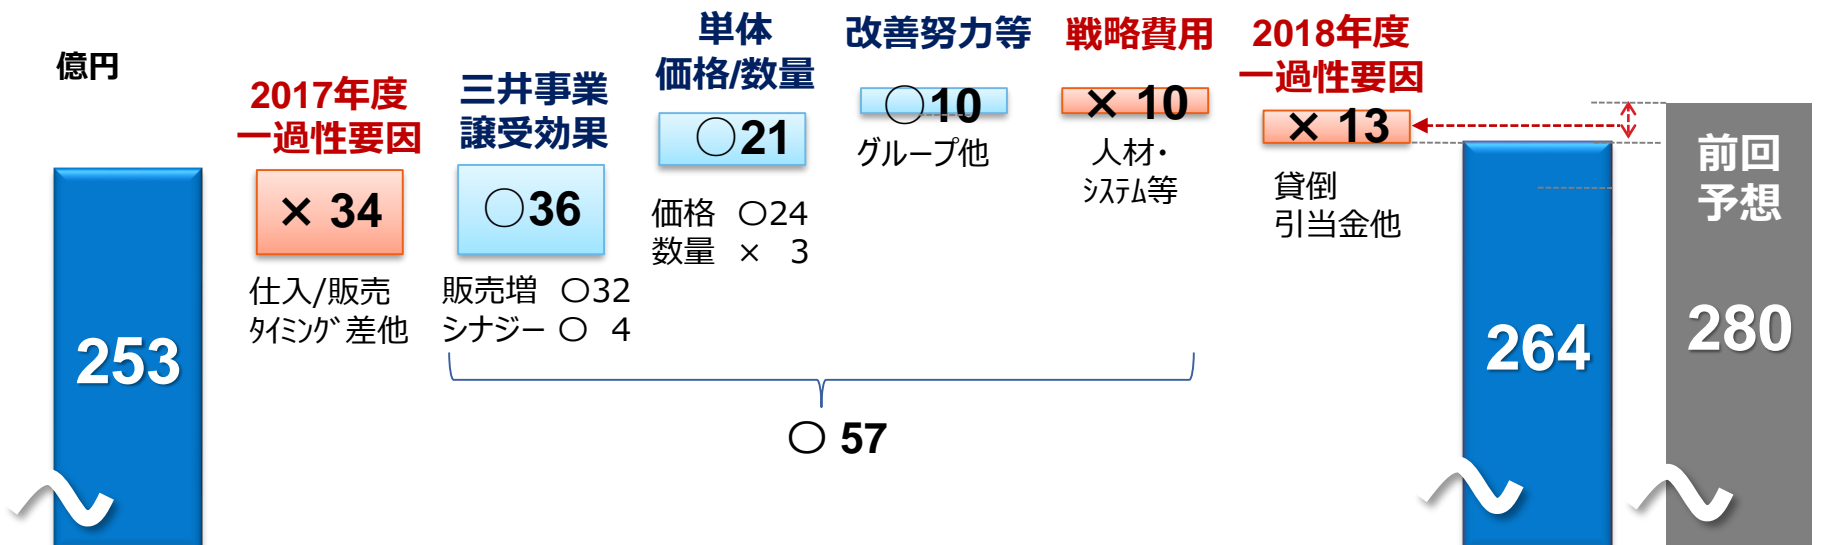 億円
253
2017年度
一過性要因
× 34
仕入/販売
ﾀｲﾐﾝｸﾞ差他
三井事業
譲受効果
○36
販売増 ○32
シナジー ○ 4
単体
価格/数量
○21
価格 ○24
数量 × 3
改善努力等
○10
グループ他
戦略費用
× 10
人材・
ｼｽﾃﾑ等
2018年度
一過性要因
× 13
貸倒
引当金他
○ 57
264
前回
予想
280